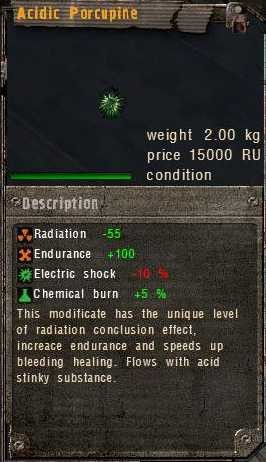 Acidic Porcupine
weight 2.00 kg
price 15000 RU
condition
Description
Radiation -55
Endurance +100
Electric shock -10 %
Chemical burn +5 %
This modificate has the unique level
of radiation conclusion effect,
increace endurance and speeds up
bleeding healing. Flows with acid
stinky substance.